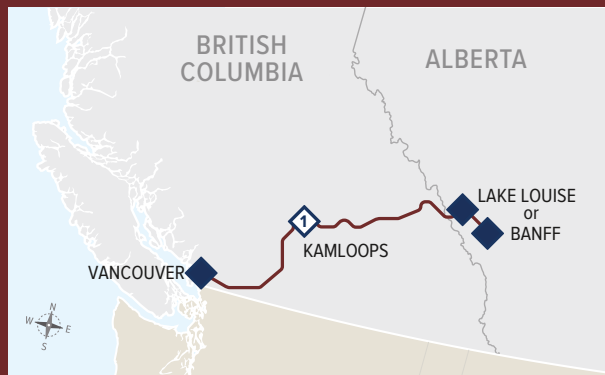 BRITISH
COLUMBIA
ALBERTA
LAKE LOUISE
or
BANFF
1
KAMLOOPS
VANCOUVER
N
W
E
S